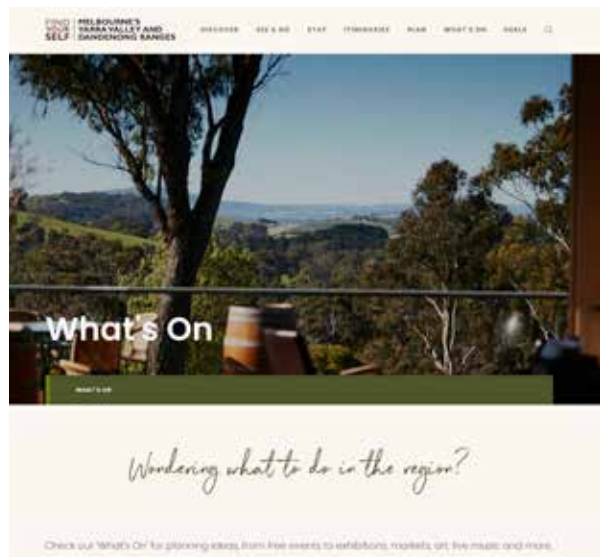 FIND YOUR SELF
MELBOURNE'S YARRA VALLEY AND DANDENONG RANGES
DISCOVER SEE & DO STAY ITINERARIES PLAN WHAT'S ON DEALS
What's On
WHAT'S ON
Wondering what to do in the region?
Check out 'What's On' for planning ideas, from free events to exhibitions, markets, art, live music and more.